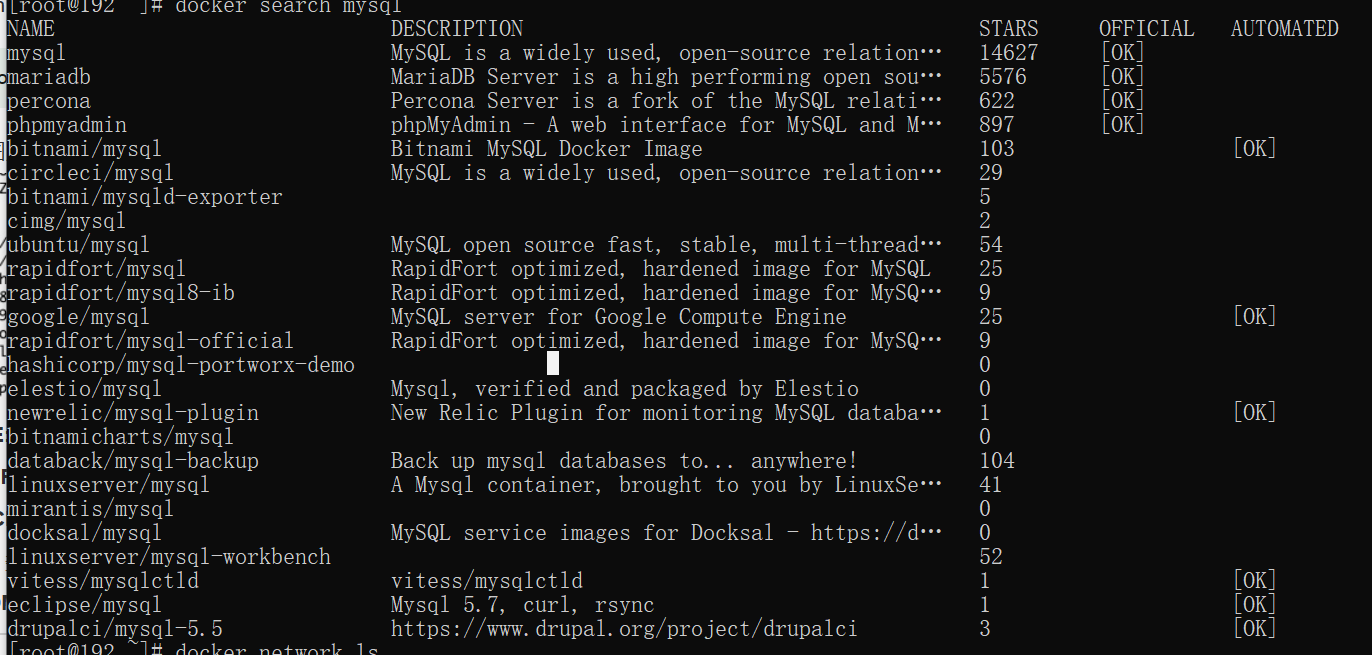 [root@192 ~]# docker search mysql
NAME DESCRIPTION STARS OFFICIAL AUTOMATED
mysql MySQL is a widely used, open-source relation… 14627 [OK]
mariadb MariaDB Server is a high performing open sou… 5576 [OK]
percona Percona Server is a fork of the MySQL relati… 622 [OK]
phpmyadmin phpMyAdmin - A web interface for MySQL and M… 897 [OK]
bitnami/mysql Bitnami MySQL Docker Image 103 [OK]
circleci/mysql MySQL is a widely used, open-source relation… 29
bitnami/mysqld-exporter 5
cimg/mysql 2
ubuntu/mysql MySQL open source fast, stable, multi-thread… 54
rapidfort/mysql RapidFort optimized, hardened image for MySQL 25
rapidfort/mysql8-ib RapidFort optimized, hardened image for MySQ… 9
google/mysql MySQL server for Google Compute Engine 25 [OK]
rapidfort/mysql-official RapidFort optimized, hardened image for MySQ… 9
hashicorp/mysql-portworx-demo 0
elestio/mysql Mysql, verified and packaged by Elestio 0
newrelic/mysql-plugin New Relic Plugin for monitoring MySQL databa… 1 [OK]
bitnamicharts/mysql 0
databack/mysql-backup Back up mysql databases to... anywhere! 104
linuxserver/mysql A Mysql container, brought to you by LinuxSe… 41
mirantis/mysql 0
docksal/mysql MySQL service images for Docksal - https://d… 0
linuxserver/mysql-workbench 52
vitess/mysqlctld vitess/mysqlctld 1 [OK]
eclipse/mysql Mysql 5.7, curl, rsync 1 [OK]
drupalci/mysql-5.5 https://www.drupal.org/project/drupalci 3 [OK]
[root@192 ~]# docker network ls